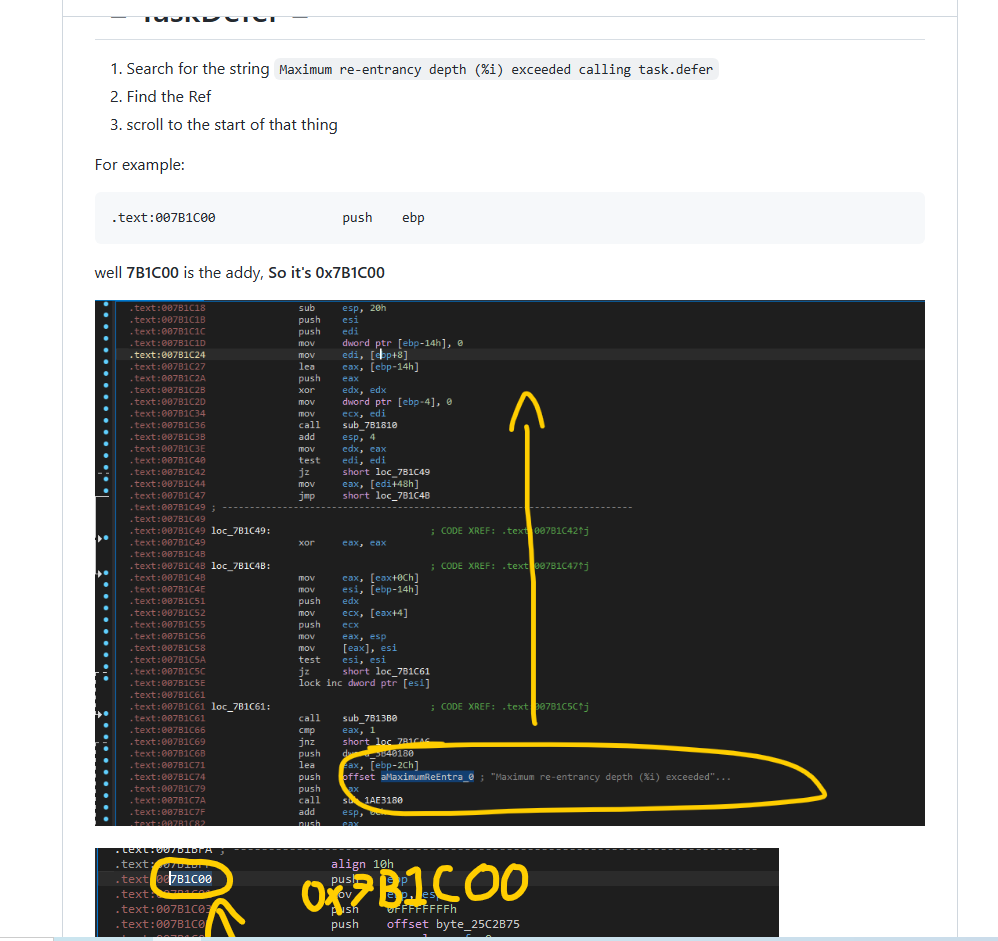 TaskDefer
1. Search for the string Maximum re-entrancy depth (%i) exceeded calling task.defer
2. Find the Ref
3. scroll to the start of that thing
For example:
.text:007B1C00 push ebp
well 7B1C00 is the addy, So it's 0x7B1C00
.text:007B1C18 sub esp, 20h
.text:007B1C1B push esi
.text:007B1C1C push edi
.text:007B1C1D mov dword ptr [ebp-14h], 0
.text:007B1C24 mov edi, [ebp+8]
.text:007B1C27 lea eax, [ebp-14h]
.text:007B1C2A push eax
.text:007B1C2B xor edx, edx
.text:007B1C2D mov dword ptr [ebp-4], 0
.text:007B1C34 mov ecx, edi
.text:007B1C36 call sub_7B1810
.text:007B1C3B add esp, 4
.text:007B1C3E mov edx, eax
.text:007B1C40 test edi, edi
.text:007B1C42 jz short loc_7B1C49
.text:007B1C44 mov eax, [edi+48h]
.text:007B1C47 jmp short loc_7B1C4B
.text:007B1C49 ; ---------------------------------------------------------------------------
.text:007B1C49
.text:007B1C49 loc_7B1C49: ; CODE XREF: .text:007B1C42↑j
.text:007B1C49 xor eax, eax
.text:007B1C4B
.text:007B1C4B loc_7B1C4B: ; CODE XREF: .text:007B1C47↑j
.text:007B1C4B mov eax, [eax+0Ch]
.text:007B1C4E mov esi, [ebp-14h]
.text:007B1C51 push edx
.text:007B1C52 mov ecx, [eax+4]
.text:007B1C55 push ecx
.text:007B1C56 mov eax, esp
.text:007B1C58 mov [eax], esi
.text:007B1C5A test esi, esi
.text:007B1C5C jz short loc_7B1C61
.text:007B1C5E lock inc dword ptr [esi]
.text:007B1C61
.text:007B1C61 loc_7B1C61: ; CODE XREF: .text:007B1C5C↑j
.text:007B1C61 call sub_7B13B0
.text:007B1C66 cmp eax, 1
.text:007B1C69 jnz short loc_7B1CA6
.text:007B1C6B push dword_3B40180
.text:007B1C71 lea eax, [ebp-2Ch]
.text:007B1C74 push offset aMaximumReEntra_0 ; "Maximum re-entrancy depth (%i) exceeded"...
.text:007B1C79 push eax
.text:007B1C7A call sub_1AE3180
.text:007B1C7F add esp,
.text:007B1C82 push eax
.text:007B1BFA ; ---------------------------------------------------------------------------
.text: align 10h
.text:007B1C00 push ebp
0x7B1C00
.text:007B1C01 mov ebp, esp
.text:007B1C03 push 0FFFFFFFFh
.text:007B1C0 push offset byte_25C2B75